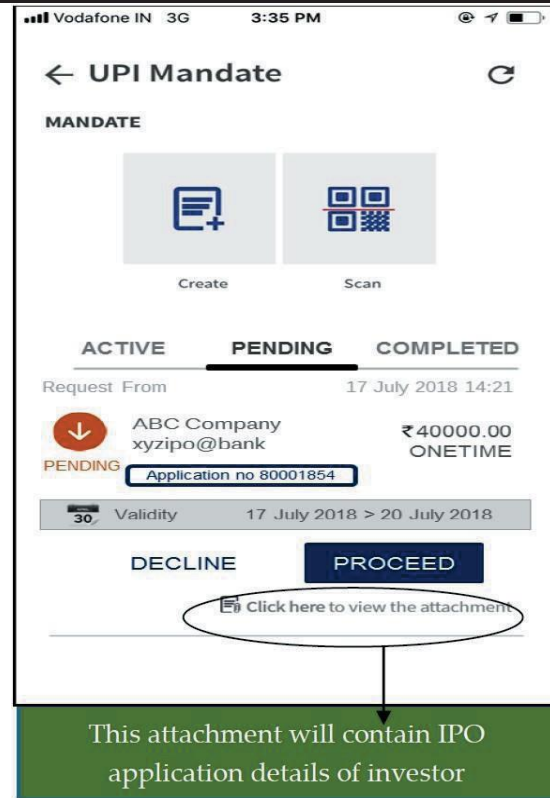 Vodafone IN 3G 3:35 PM
UPI Mandate
MANDATE
Create Scan
ACTIVE PENDING COMPLETED
Request From 17 July 2018 14:21
ABC Company ₹40000.00
xyzipo@bank ONETIME
PENDING
Application no 80001854
30 Validity 17 July 2018 > 20 July 2018
DECLINE PROCEED
Click here to view the attachment
This attachment will contain IPO
application details of investor